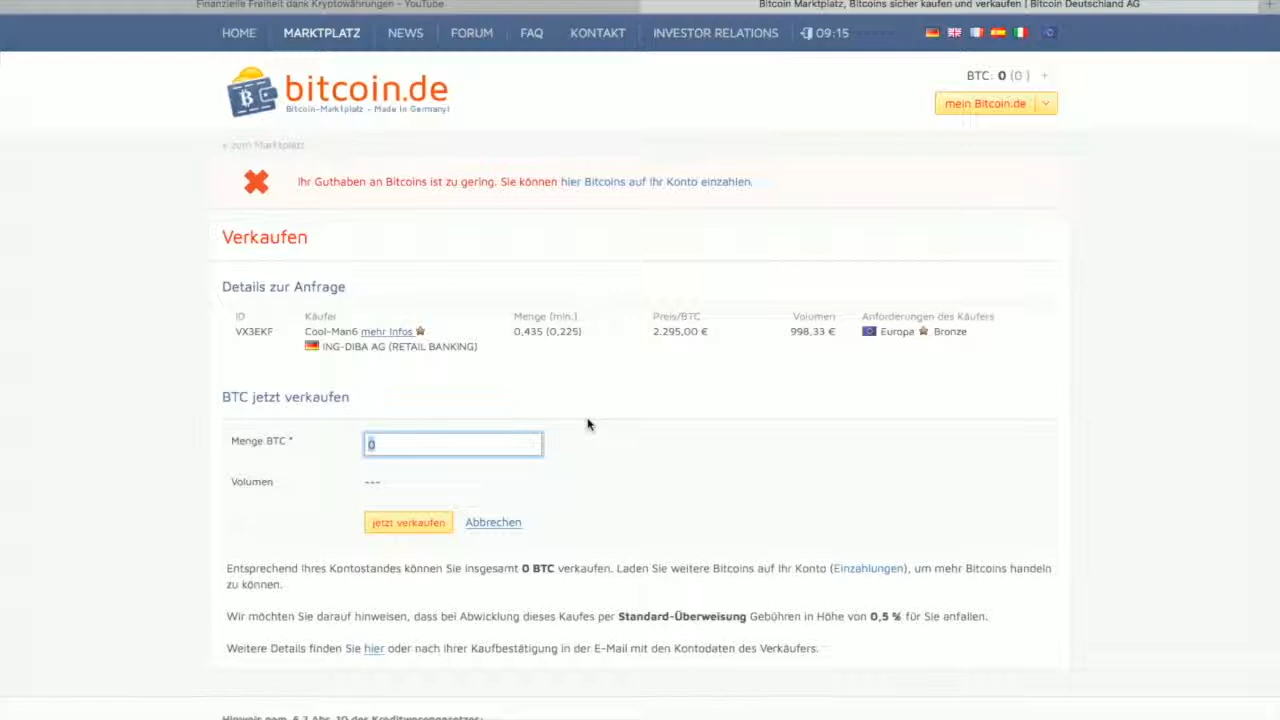 Finanzielle Freiheit dank Kryptowährungen – YouTube
Bitcoin Marktplatz, Bitcoins sicher kaufen und verkaufen | Bitcoin Deutschland AG
HOME MARKTPLATZ NEWS FORUM FAQ KONTAKT INVESTOR RELATIONS 09:15
bitcoin.de
Bitcoin-Marktplatz - Made in Germany!
BTC: 0 (0 ) +
mein Bitcoin.de
« zum Marktplatz
Ihr Guthaben an Bitcoins ist zu gering. Sie können hier Bitcoins auf Ihr Konto einzahlen.
Verkaufen
Details zur Anfrage
ID Käufer Menge (min.) Preis/BTC Volumen Anforderungen des Käufers
VX3EKF Cool-Man6 mehr Infos 0,435 (0,225) 2.295,00 € 998,33 € Europa Bronze
ING-DIBA AG (RETAIL BANKING)
BTC jetzt verkaufen
Menge BTC * 0
Volumen ---
jetzt verkaufen Abbrechen
Entsprechend Ihres Kontostandes können Sie insgesamt 0 BTC verkaufen. Laden Sie weitere Bitcoins auf Ihr Konto (Einzahlungen), um mehr Bitcoins handeln
zu können.
Wir möchten Sie darauf hinweisen, dass bei Abwicklung dieses Kaufes per Standard-Überweisung Gebühren in Höhe von 0,5 % für Sie anfallen.
Weitere Details finden Sie hier oder nach Ihrer Kaufbestätigung in der E-Mail mit den Kontodaten des Verkäufers.
Hinweis gem. § 2 Abs. 10 des Kreditwesengesetzes: